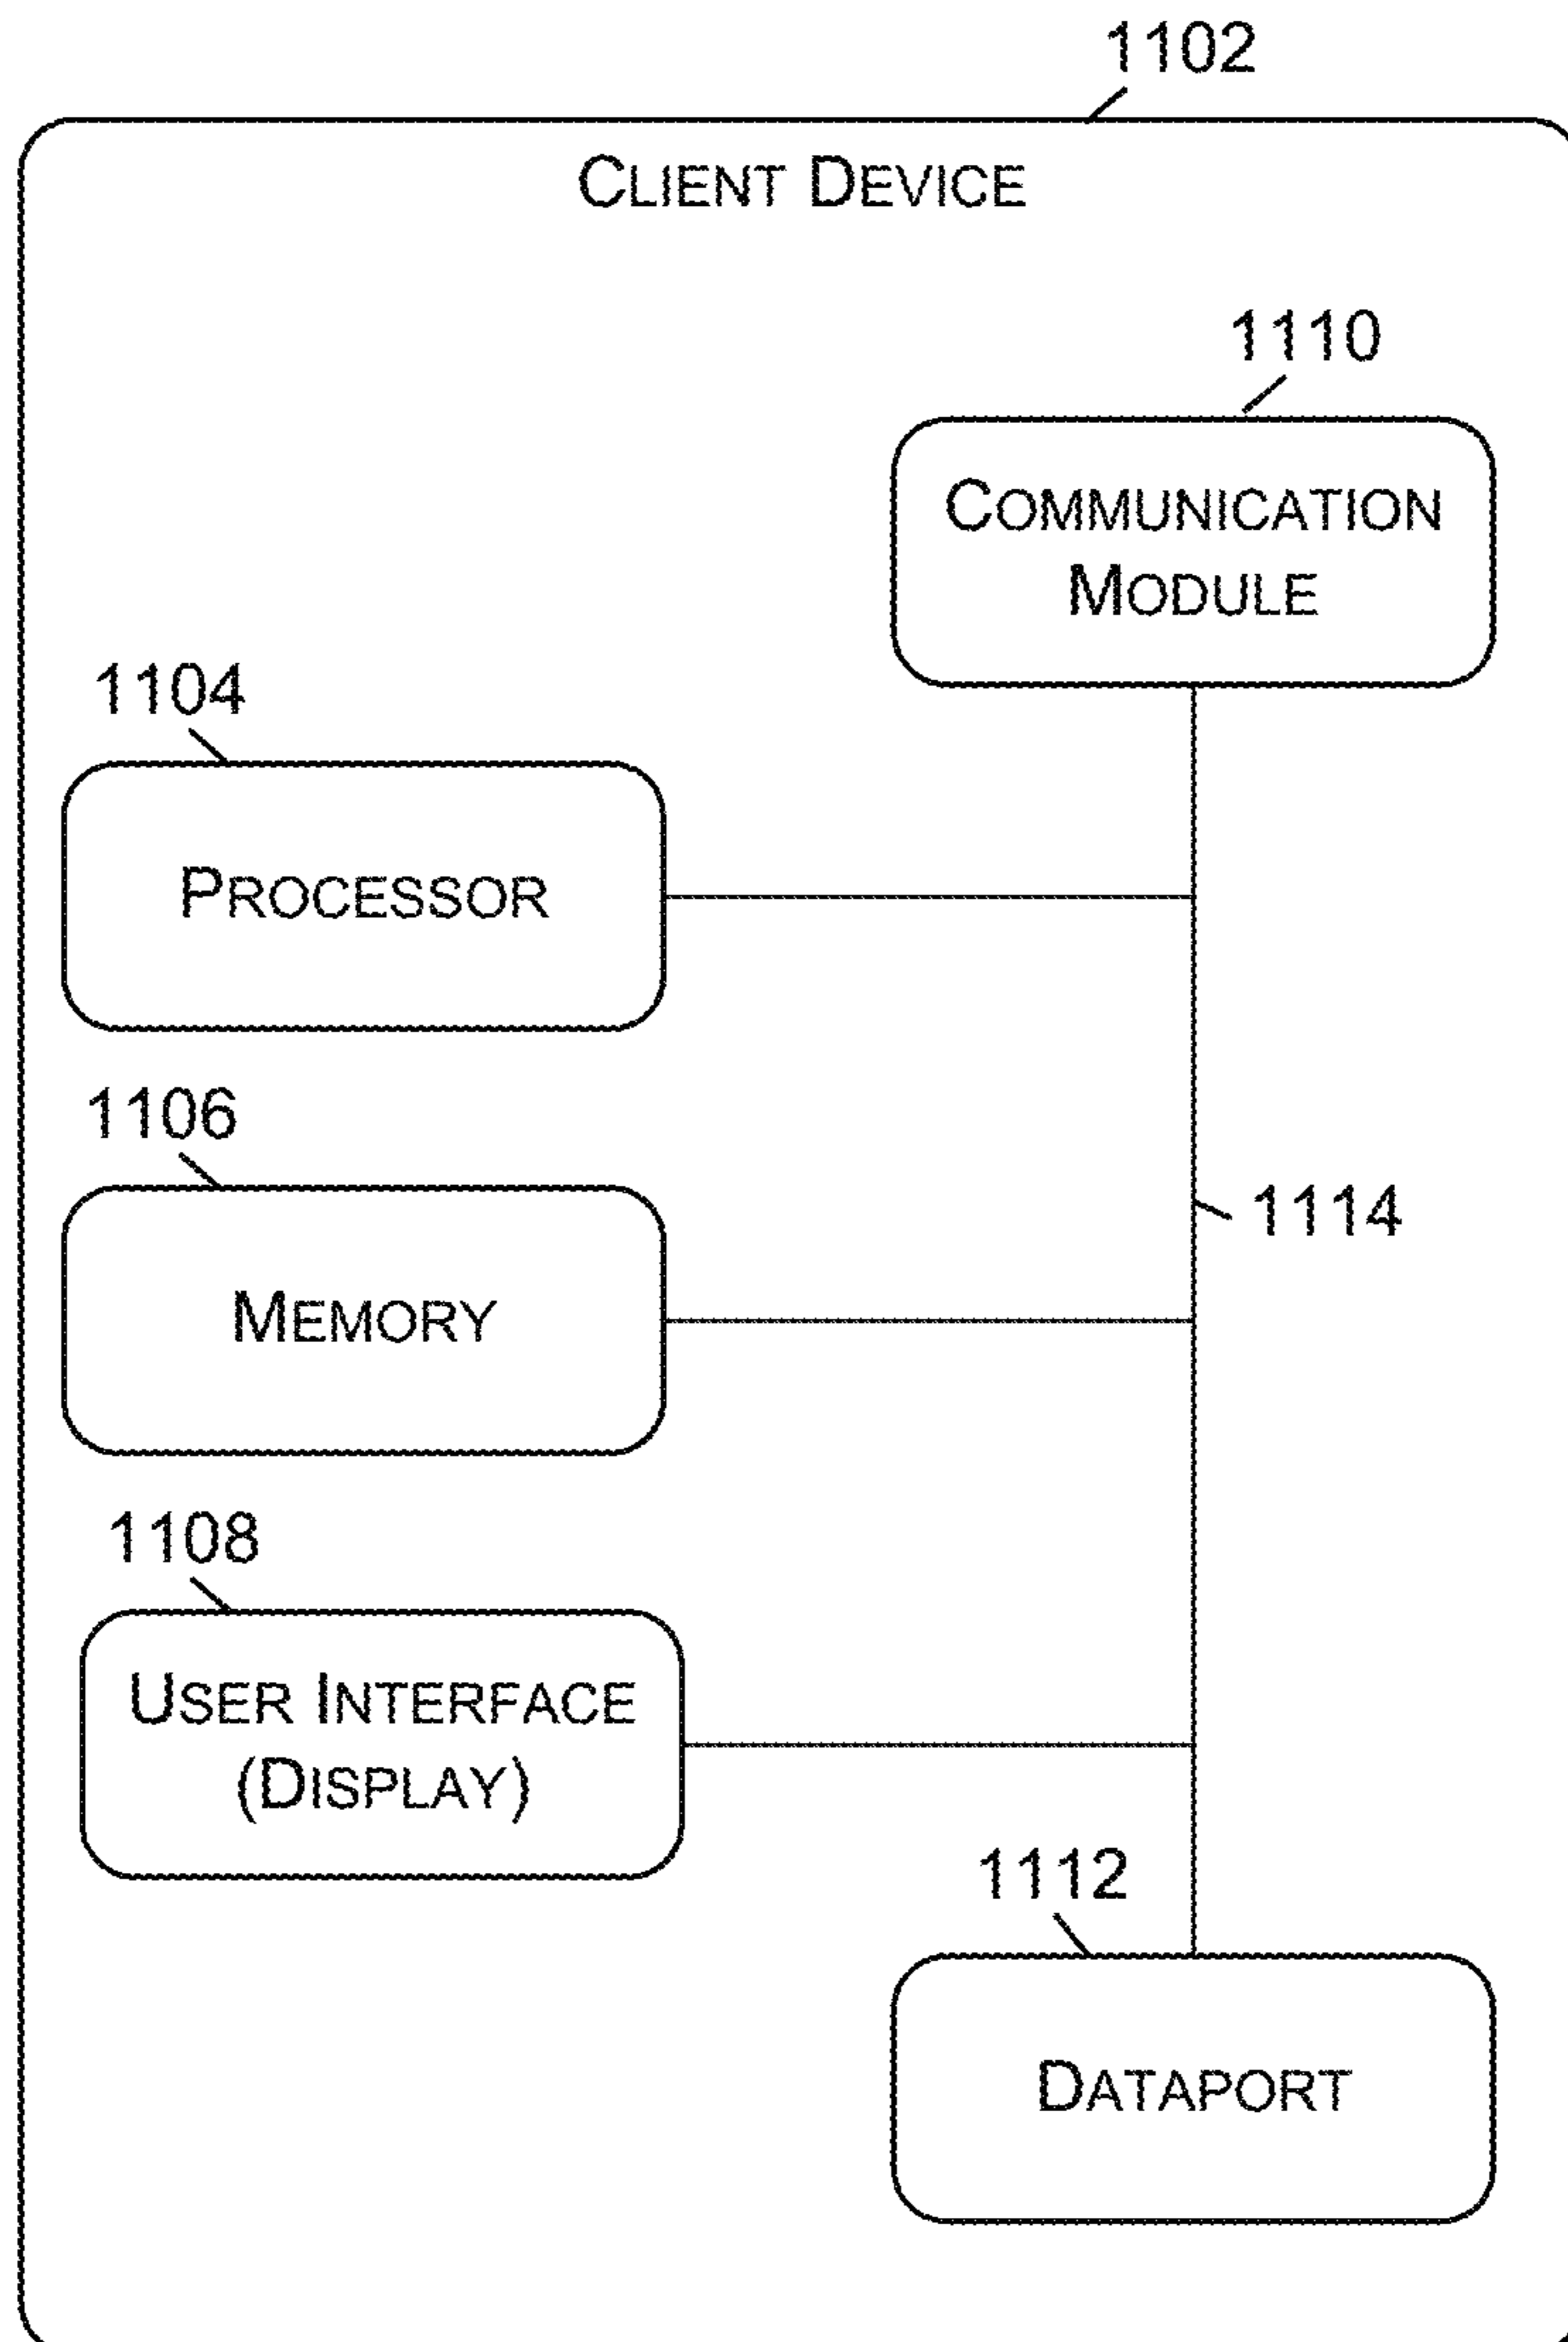 1102
CLIENT DEVICE
1110
COMMUNICATION
MODULE
1104
PROCESSOR
1106
1114
MEMORY
1108
USER INTERFACE
(DISPLAY)
1112
DATAPORT